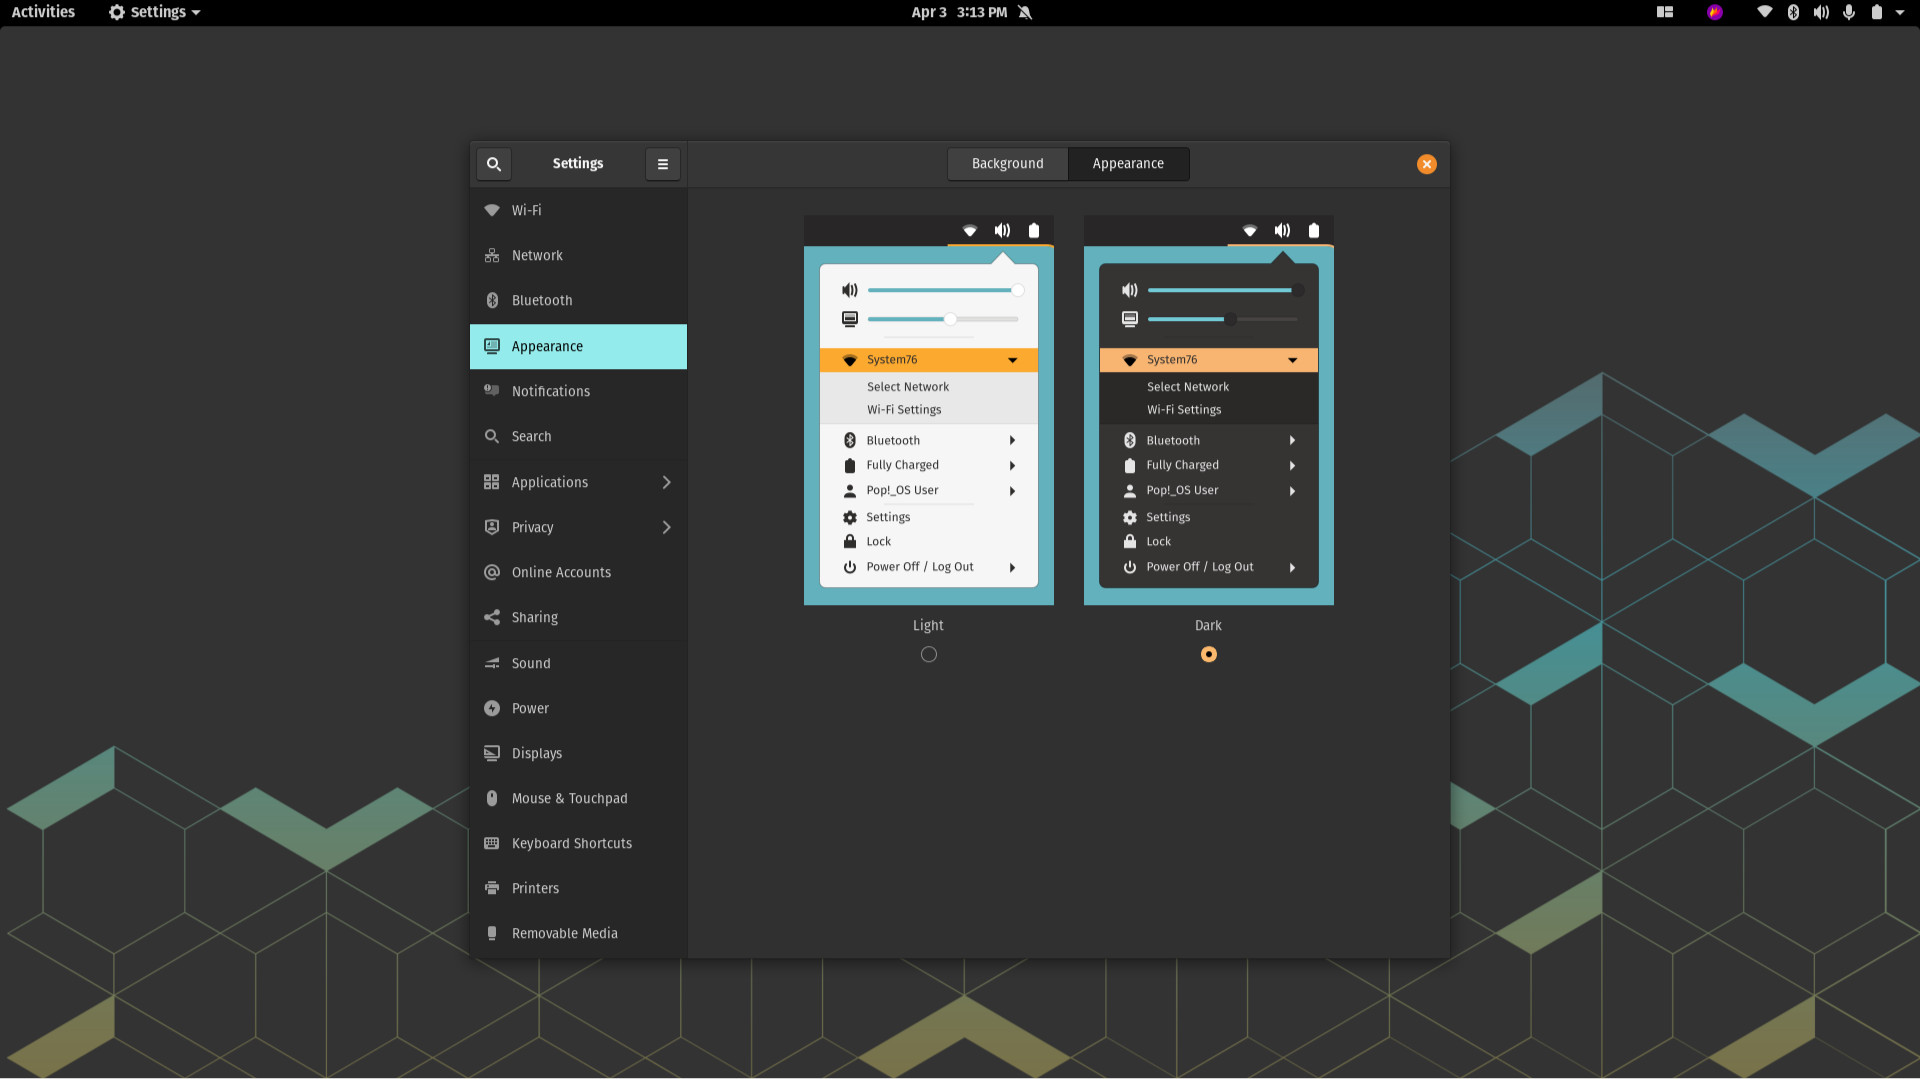 Activities
Settings
Apr 3 3:13 PM
Settings
Background
Appearance
Wi-Fi
Network
Bluetooth
Appearance
Notifications
Search
Applications
Privacy
Online Accounts
Sharing
Sound
Power
Displays
Mouse & Touchpad
Keyboard Shortcuts
Printers
Removable Media
System76
Select Network
Wi-Fi Settings
Bluetooth
Fully Charged
Pop!_OS User
Settings
Lock
Power Off / Log Out
Light
System76
Select Network
Wi-Fi Settings
Bluetooth
Fully Charged
Pop!_OS User
Settings
Lock
Power Off / Log Out
Dark